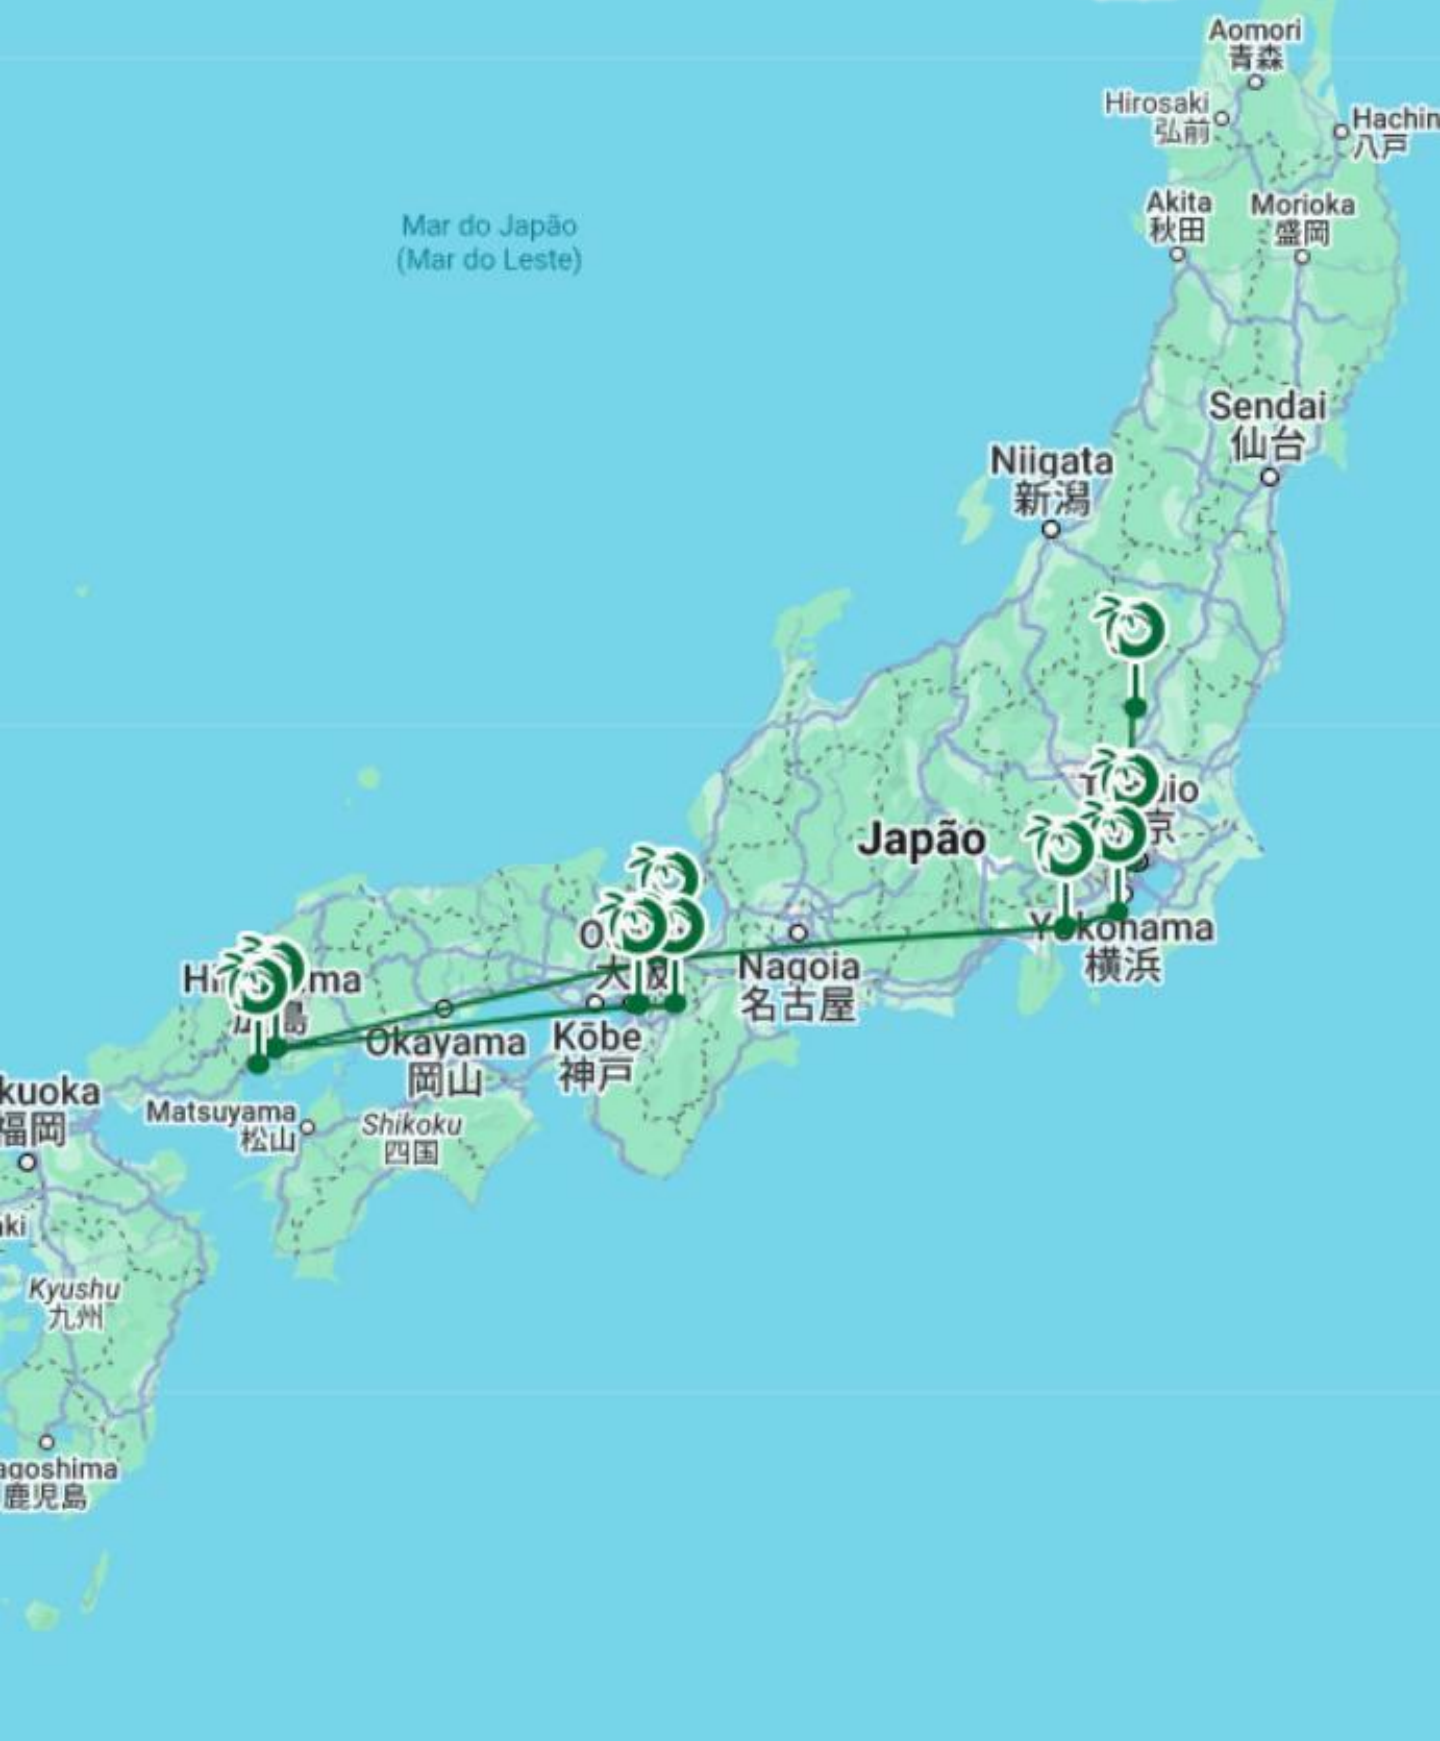 Aomori
青森
Hirosaki
弘前
Hachin
八戸
Akita
秋田
Morioka
盛岡
Mar do Japão
(Mar do Leste)
Sendai
仙台
Niigata
新潟
Japão
京
Yokohama
横浜
Nagoia
名古屋
Okayama
岡山
Kōbe
神戸
kuoka
福岡
Matsuyama
松山
Shikoku
四国
Kyushu
九州
agoshima
鹿児島